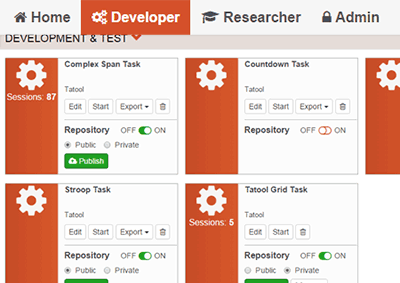 Home Developer Researcher Admin
DEVELOPMENT & TEST
Complex Span Task
Sessions: 87
Tatool
Edit Start Export
Repository OFF ON
Public Private
Publish
Countdown Task
Tatool
Edit Start Export
Repository OFF ON
Stroop Task
Tatool
Edit Start Export
Repository OFF ON
Public Private
Tatool Grid Task
Sessions: 5
Tatool
Edit Start
Repository OFF ON
Public Private